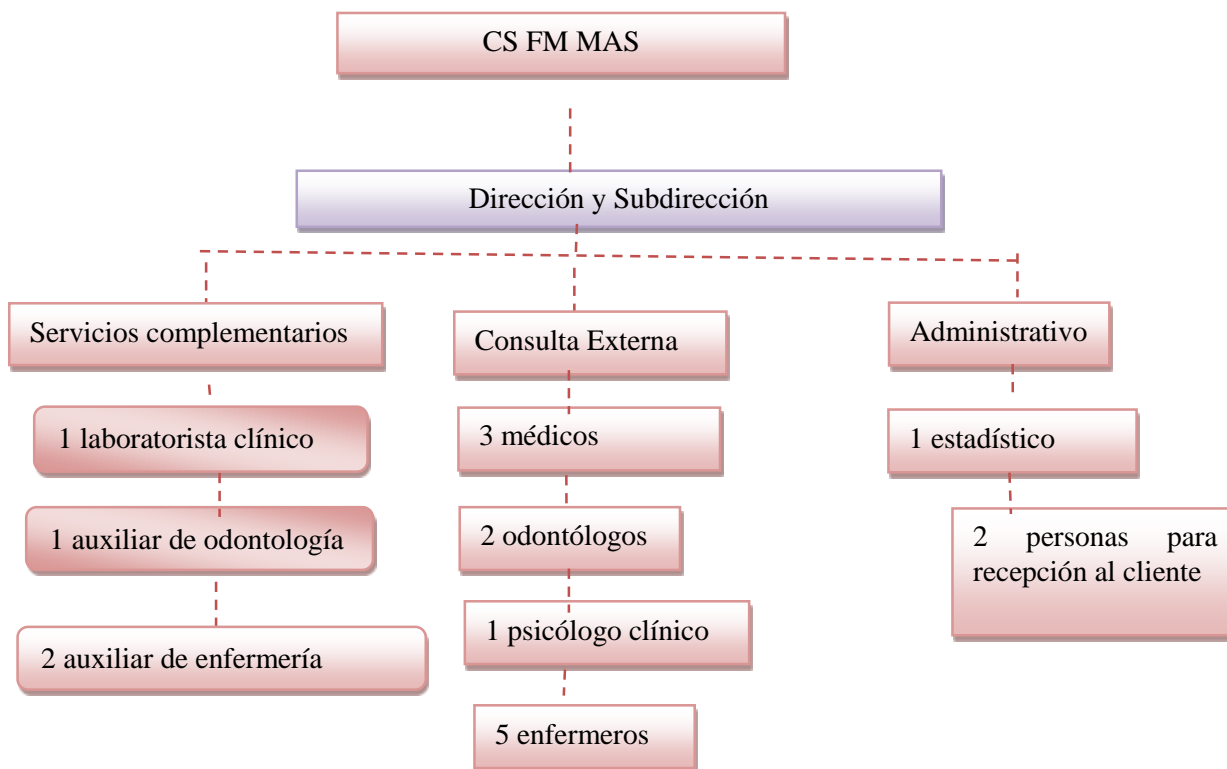 CS FM MAS
Dirección y Subdirección
Servicios complementarios
1 laboratorista clínico
1 auxiliar de odontología
2 auxiliar de enfermería
Consulta Externa
3 médicos
2 odontólogos
1 psicólogo clínico
5 enfermeros
Administrativo
1 estadístico
2 personas para
recepción al cliente